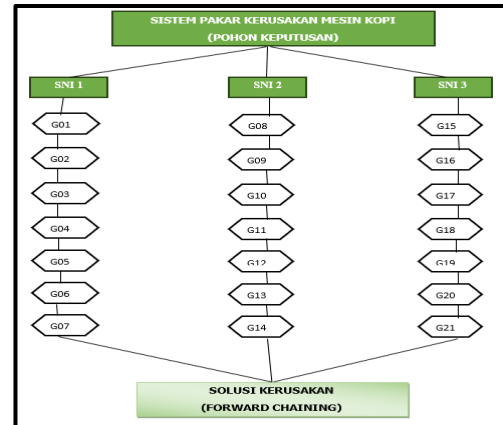 SISTEM PAKAR KERUSAKAN MESIN KOPI
(POHON KEPUTUSAN)
SNI 1
SNI 2
SNI 3
G01
G08
G15
G02
G09
G16
G03
G10
G17
G04
G11
G18
G05
G12
G19
G06
G13
G20
G07
G14
G21
SOLUSI KERUSAKAN
(FORWARD CHAINING)